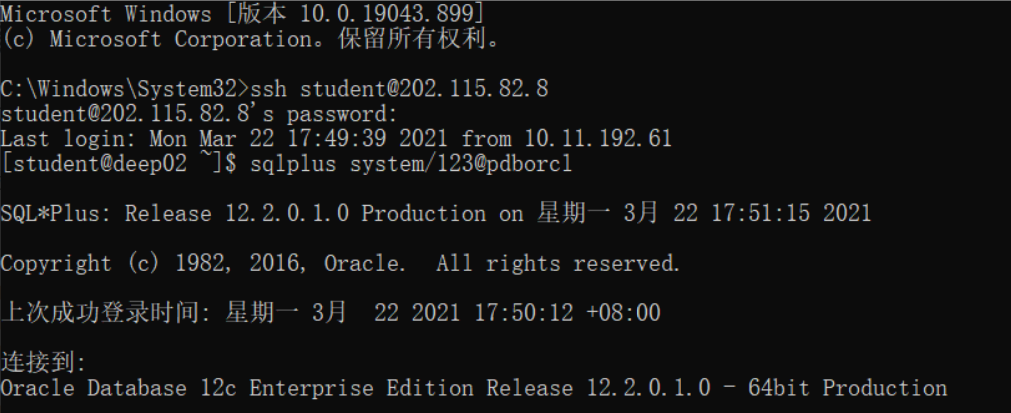 Microsoft Windows [版本 10.0.19043.899]
(c) Microsoft Corporation。保留所有权利。
C:\Windows\System32>ssh student@202.115.82.8
student@202.115.82.8's password:
Last login: Mon Mar 22 17:49:39 2021 from 10.11.192.61
[student@deep02 ~]$ sqlplus system/123@pdborcl
SQL*Plus: Release 12.2.0.1.0 Production on 星期一 3月 22 17:51:15 2021
Copyright (c) 1982, 2016, Oracle.  All rights reserved.
上次成功登录时间: 星期一 3月  22 2021 17:50:12 +08:00
连接到:
Oracle Database 12c Enterprise Edition Release 12.2.0.1.0 - 64bit Production